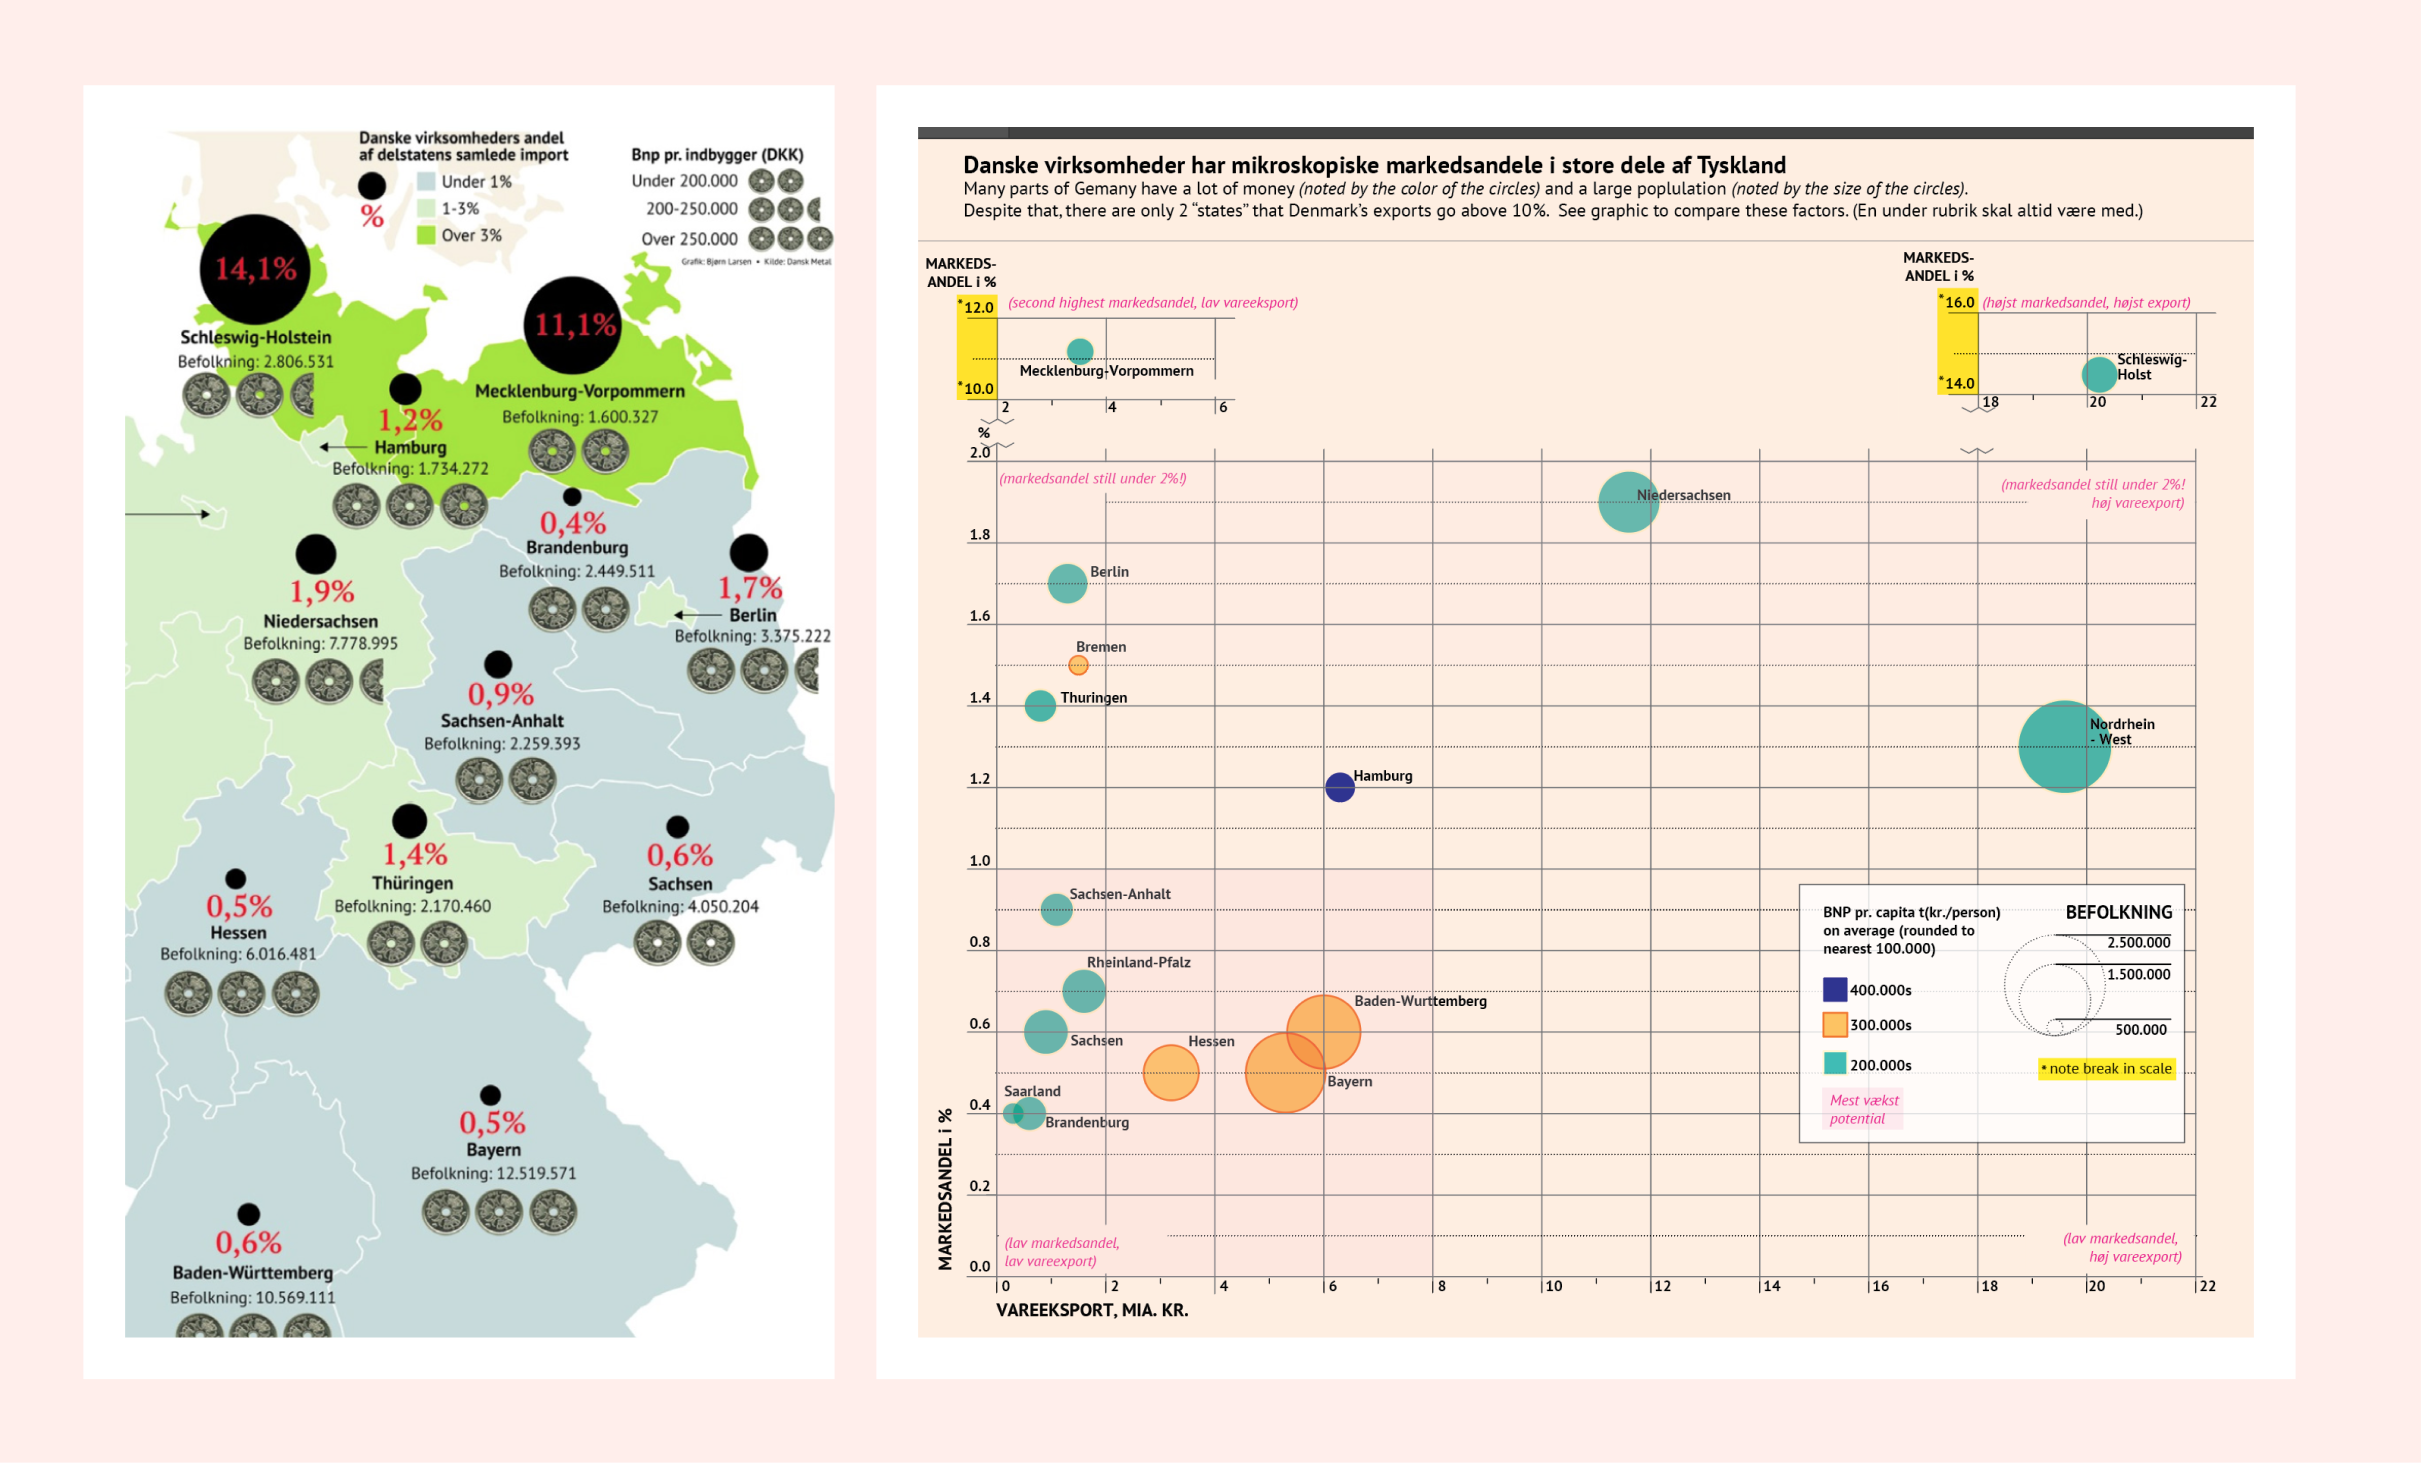 Danske virksomheders andel
af delstatens samlede import
%
Under 1%
1-3%
Over 3%
Bnp pr. indbygger (DKK)
Under 200.000
200-250.000
Over 250.000
Grafik: Bjørn Larsen • Kilde: Dansk Metal
14,1%
Schleswig-Holstein
Befolkning: 2.806.531
11,1%
Mecklenburg-Vorpommern
Befolkning: 1.600.327
1,2%
Hamburg
Befolkning: 1.734.272
0,4%
Brandenburg
Befolkning: 2.449.511
1,7%
Berlin
Befolkning: 3.375.222
1,9%
Niedersachsen
Befolkning: 7.778.995
0,9%
Sachsen-Anhalt
Befolkning: 2.259.393
1,4%
Thüringen
Befolkning: 2.170.460
0,6%
Sachsen
Befolkning: 4.050.204
0,5%
Hessen
Befolkning: 6.016.481
0,5%
Bayern
Befolkning: 12.519.571
0,6%
Baden-Württemberg
Befolkning: 10.569.111
Danske virksomheder har mikroskopiske markedsandele i store dele af Tyskland
Many parts of Gemany have a lot of money (noted by the color of the circles) and a large poplulation (noted by the size of the circles).
Despite that, there are only 2 “states” that Denmark’s exports go above 10%. See graphic to compare these factors. (En under rubrik skal altid være med.)
MARKEDS-
ANDEL i %
*12.0
(second highest markedsandel, lav vareeksport)
Mecklenburg-Vorpommern
*10.0
2 4 6
MARKEDS-
ANDEL i %
*16.0
(højst markedsandel, højst export)
Schleswig-
Holst
*14.0
18 20 22
%
2.0
(markedsandel still under 2%!)
(markedsandel still under 2%!
høj vareexport)
Niedersachsen
1.8
Berlin
1.6
Bremen
1.4
Thuringen
Nordrhein
- West
1.2
Hamburg
1.0
Sachsen-Anhalt
0.8
Rheinland-Pfalz
Baden-Wurttemberg
0.6
Sachsen
Hessen
Bayern
Saarland
0.4
Brandenburg
0.2
(lav markedsandel,
lav vareexport)
(lav markedsandel,
høj vareexport)
0.0
MARKEDSANDEL i %
0 2 4 6 8 10 12 14 16 18 20 22
VAREEKSPORT, MIA. KR.
BNP pr. capita t(kr./person)
on average (rounded to
nearest 100.000)
400.000s
300.000s
200.000s
Mest vækst
potential
BEFOLKNING
2.500.000
1.500.000
500.000
* note break in scale